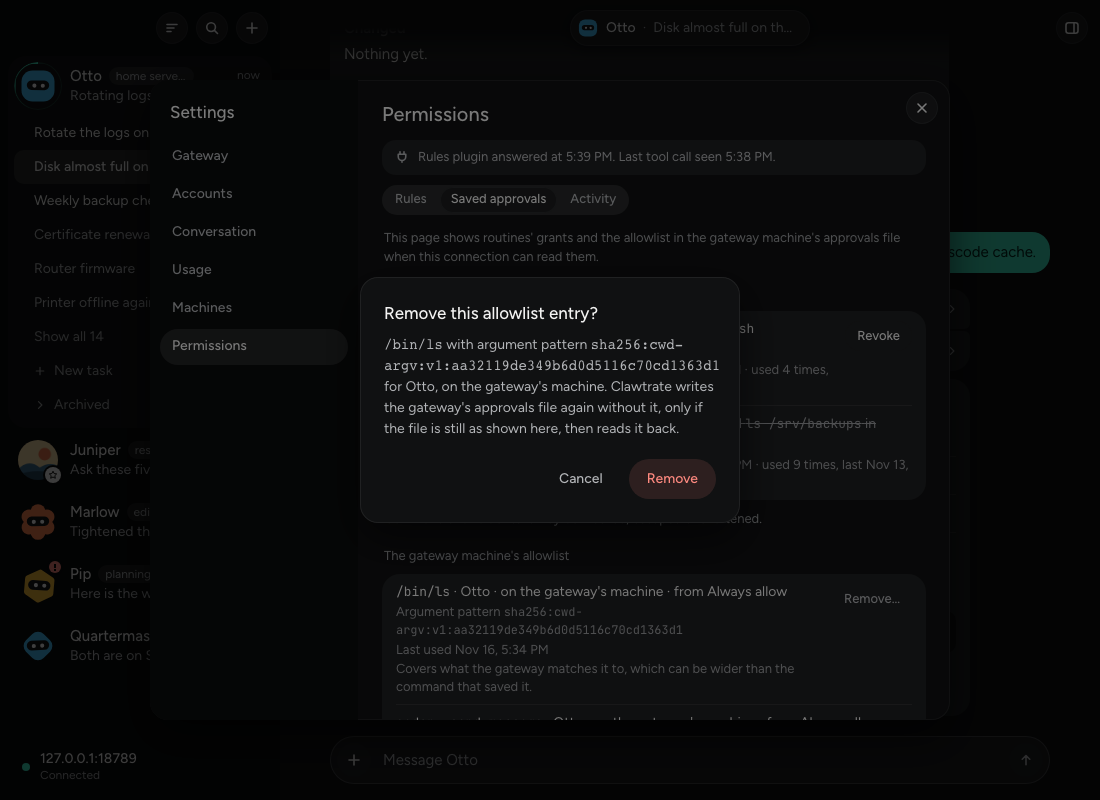 Otto · Disk almost full on th...
Nothing yet.
Otto home serve... now
Rotating logs
Rotate the logs on
Disk almost full on
Weekly backup che
Certificate renewa
Router firmware
Printer offline again
Show all 14
New task
Archived
Juniper res
Ask these five
Marlow edi
Tightened th
Pip planning
Here is the w
Quartermas
Both are on S
127.0.0.1:18789
Connected
Settings
Gateway
Accounts
Conversation
Usage
Machines
Permissions
Permissions
Rules plugin answered at 5:39 PM. Last tool call seen 5:38 PM.
Rules Saved approvals Activity
This page shows routines' grants and the allowlist in the gateway machine's approvals file
when this connection can read them.
scode cache.
sh
Revoke
· used 4 times,
ls /srv/backups in
PM · used 9 times, last Nov 13,
Remove this allowlist entry?
/bin/ls with argument pattern sha256:cwd-
argv:v1:aa32119de349b6d0d5116c70cd1363d1
for Otto, on the gateway's machine. Clawtrate writes
the gateway's approvals file again without it, only if
the file is still as shown here, then reads it back.
Cancel Remove
The gateway machine's allowlist
/bin/ls · Otto · on the gateway's machine · from Always allow
Remove...
Argument pattern sha256:cwd-
argv:v1:aa32119de349b6d0d5116c70cd1363d1
Last used Nov 16, 5:34 PM
Covers what the gateway matches it to, which can be wider than the
command that saved it.
Message Otto